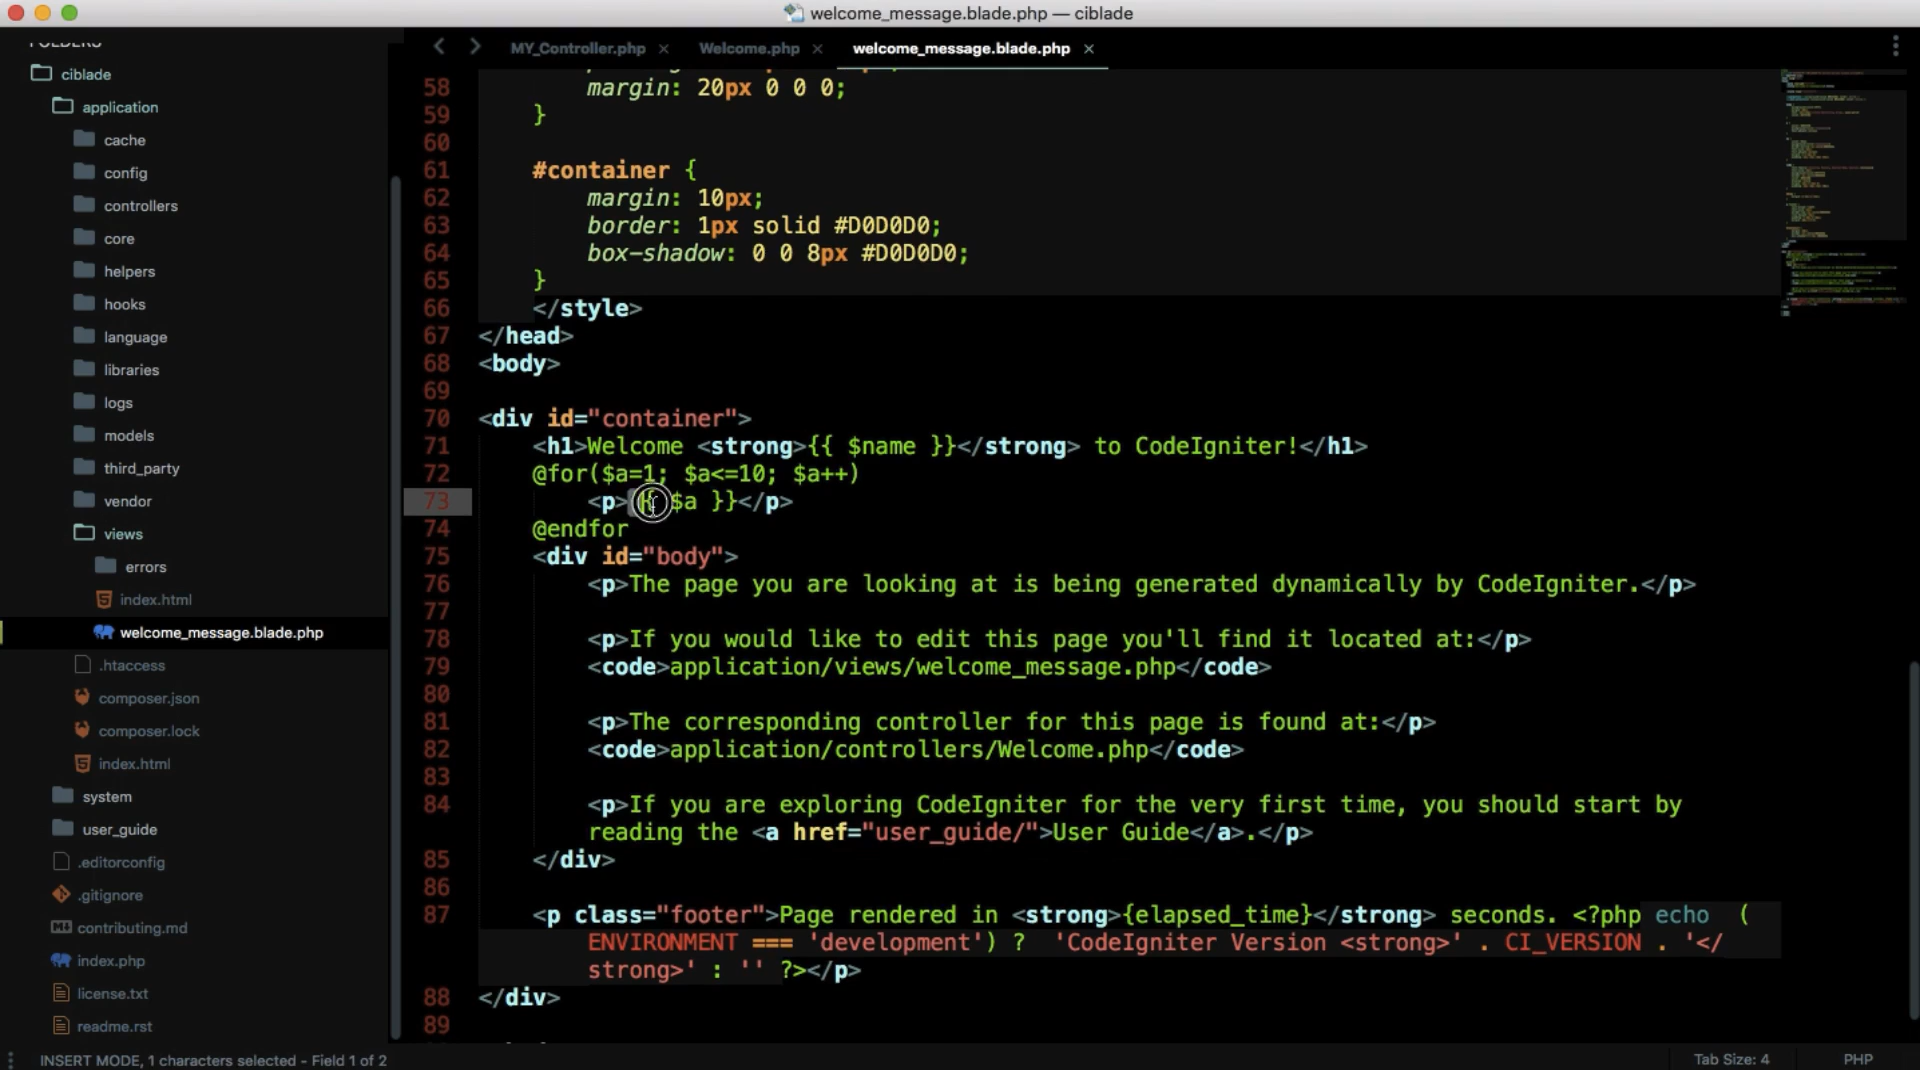 welcome_message.blade.php — ciblade
FOLDERS
ciblade
application
cache
config
controllers
core
helpers
hooks
language
libraries
logs
models
third_party
vendor
views
errors
index.html
welcome_message.blade.php
.htaccess
composer.json
composer.lock
index.html
system
user_guide
.editorconfig
.gitignore
contributing.md
index.php
license.txt
readme.rst
MY_Controller.php ×
Welcome.php ×
welcome_message.blade.php ×
58 margin: 20px 0 0 0;
59 }
60
61 #container {
62 margin: 10px;
63 border: 1px solid #D0D0D0;
64 box-shadow: 0 0 8px #D0D0D0;
65 }
66 </style>
67 </head>
68 <body>
69
70 <div id="container">
71 <h1>Welcome <strong>{{ $name }}</strong> to CodeIgniter!</h1>
72 @for($a=1; $a<=10; $a++)
73 <p>{{ $a }}</p>
74 @endfor
75 <div id="body">
76 <p>The page you are looking at is being generated dynamically by CodeIgniter.</p>
77
78 <p>If you would like to edit this page you'll find it located at:</p>
79 <code>application/views/welcome_message.php</code>
80
81 <p>The corresponding controller for this page is found at:</p>
82 <code>application/controllers/Welcome.php</code>
83
84 <p>If you are exploring CodeIgniter for the very first time, you should start by
reading the <a href="user_guide/">User Guide</a>.</p>
85 </div>
86
87 <p class="footer">Page rendered in <strong>{elapsed_time}</strong> seconds. <?php echo (
ENVIRONMENT === 'development') ? 'CodeIgniter Version <strong>' . CI_VERSION . '</
strong>' : '' ?></p>
88 </div>
89
INSERT MODE, 1 characters selected - Field 1 of 2
Tab Size: 4
PHP